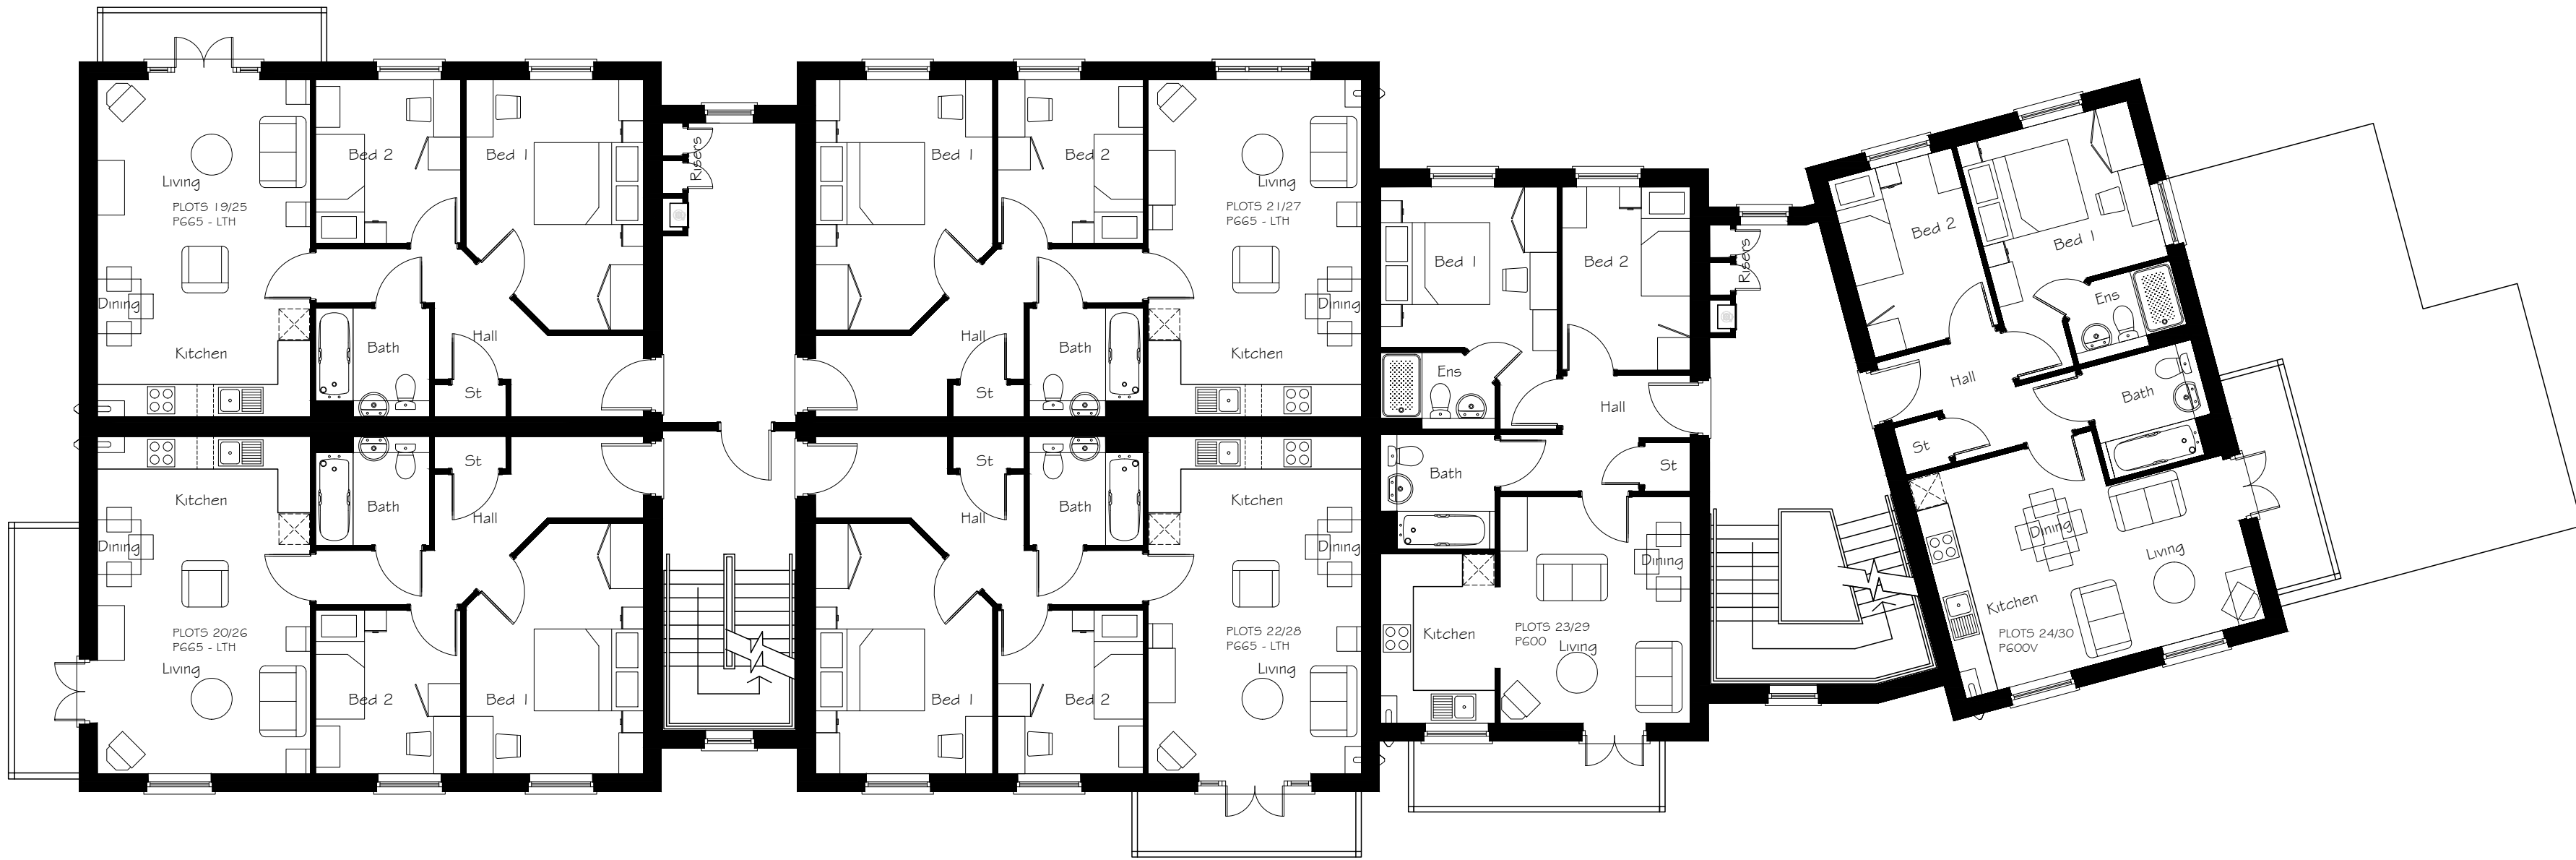 Living
PLOTS 19/25
P665 - LTH
Dining
Kitchen
Bed 2
Bed 1
Bath
Hall
St
Risers
Bed 1
Bed 2
Living
PLOTS 21/27
P665 - LTH
Dining
Kitchen
Hall
Bath
St
Kitchen
Dining
PLOTS 20/26
P665 - LTH
Living
Bath
St
Hall
Bed 2
Bed 1
St
Hall
Bath
Bed 1
Bed 2
Kitchen
Dining
PLOTS 22/28
P665 - LTH
Living
Bed 1
Bed 2
Ens
Hall
Bath
St
Kitchen
Dining
PLOTS 23/29
P600
Living
Risers
Bed 2
Bed 1
Ens
Hall
Bath
St
Dining
Living
Kitchen
PLOTS 24/30
P600V